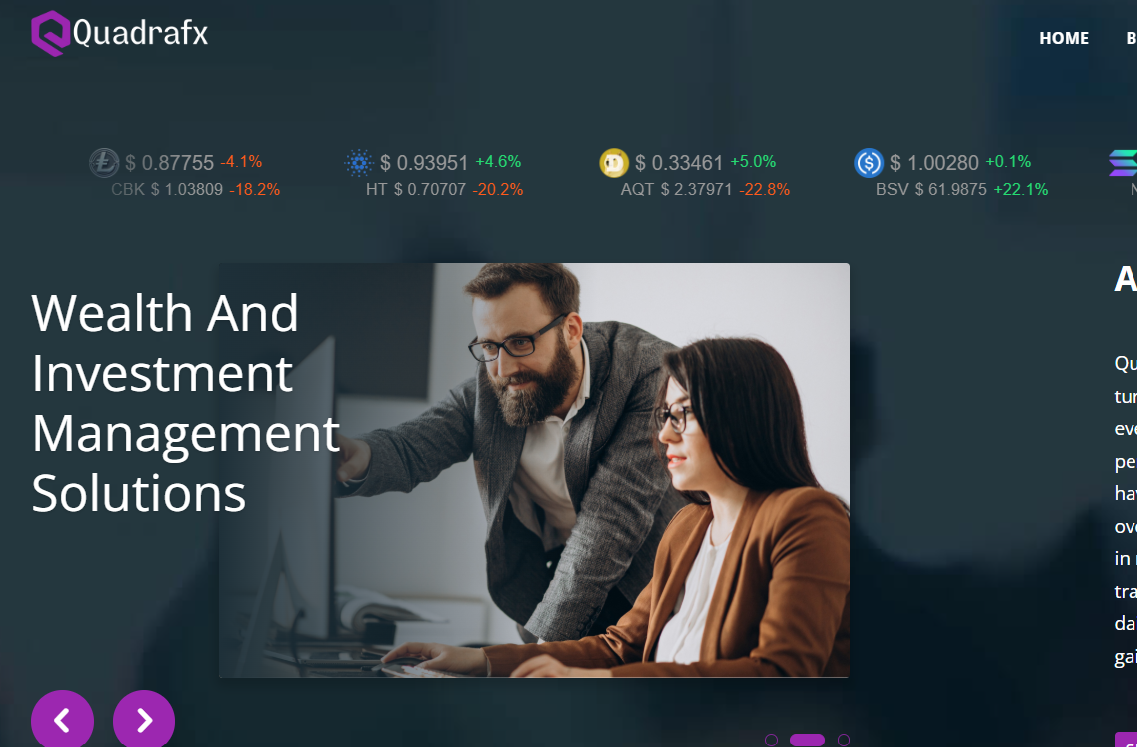 Quadrafx
HOME
$ 0.87755 -4.1%
CBK $ 1.03809 -18.2%
$ 0.93951 +4.6%
HT $ 0.70707 -20.2%
$ 0.33461 +5.0%
AQT $ 2.37971 -22.8%
$ 1.00280 +0.1%
BSV $ 61.9875 +22.1%
Wealth And
Investment
Management
Solutions
in